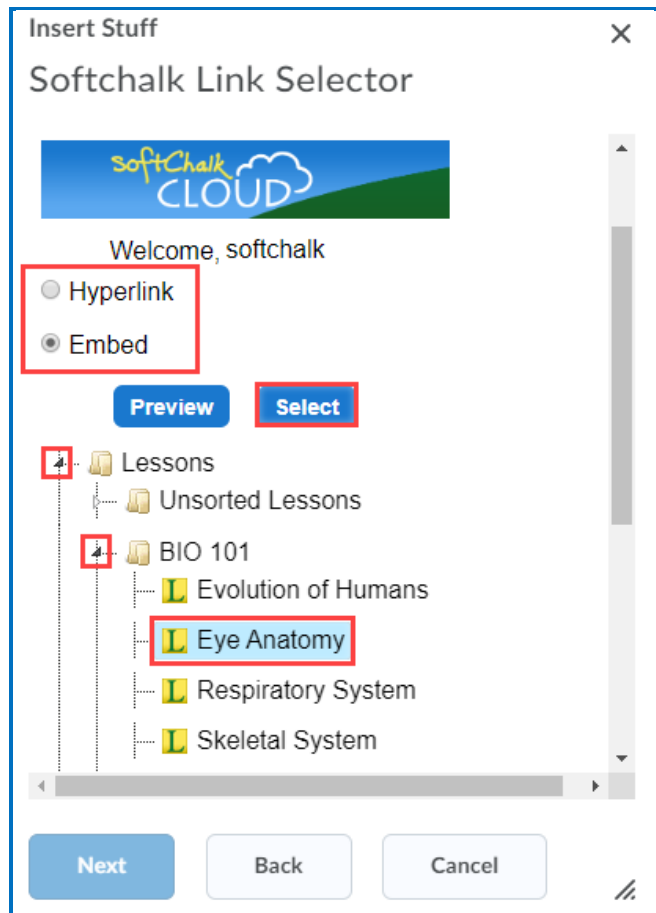 Insert Stuff
Softchalk Link Selector
softChalk
CLOUD
Welcome, softchalk
Hyperlink
Embed
Preview Select
Lessons
Unsorted Lessons
BIO 101
L Evolution of Humans
L Eye Anatomy
L Respiratory System
L Skeletal System
Next Back Cancel